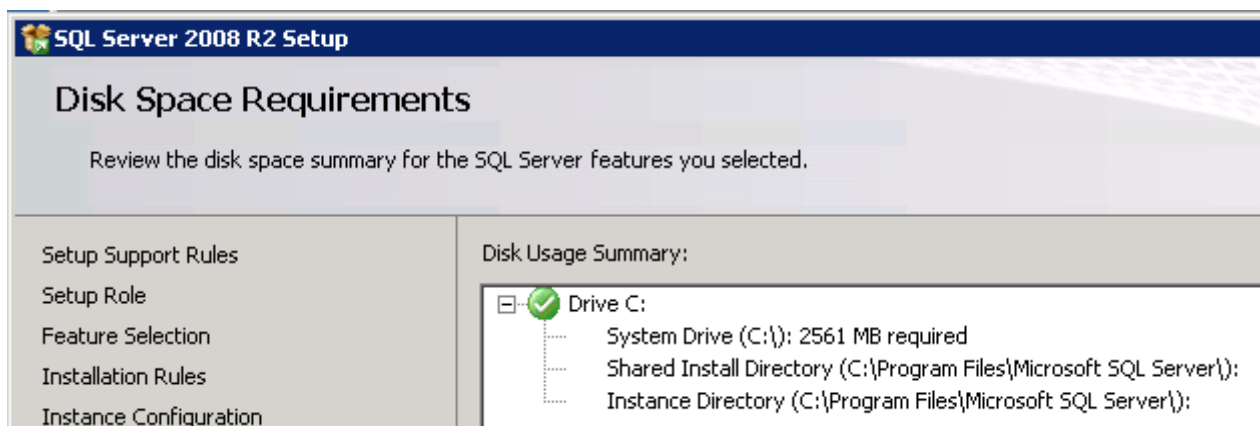 SQL Server 2008 R2 Setup
Disk Space Requirements
Review the disk space summary for the SQL Server features you selected.
Setup Support Rules
Setup Role
Feature Selection
Installation Rules
Instance Configuration
Disk Usage Summary:
Drive C:
System Drive (C:\): 2561 MB required
Shared Install Directory (C:\Program Files\Microsoft SQL Server\):
Instance Directory (C:\Program Files\Microsoft SQL Server\):